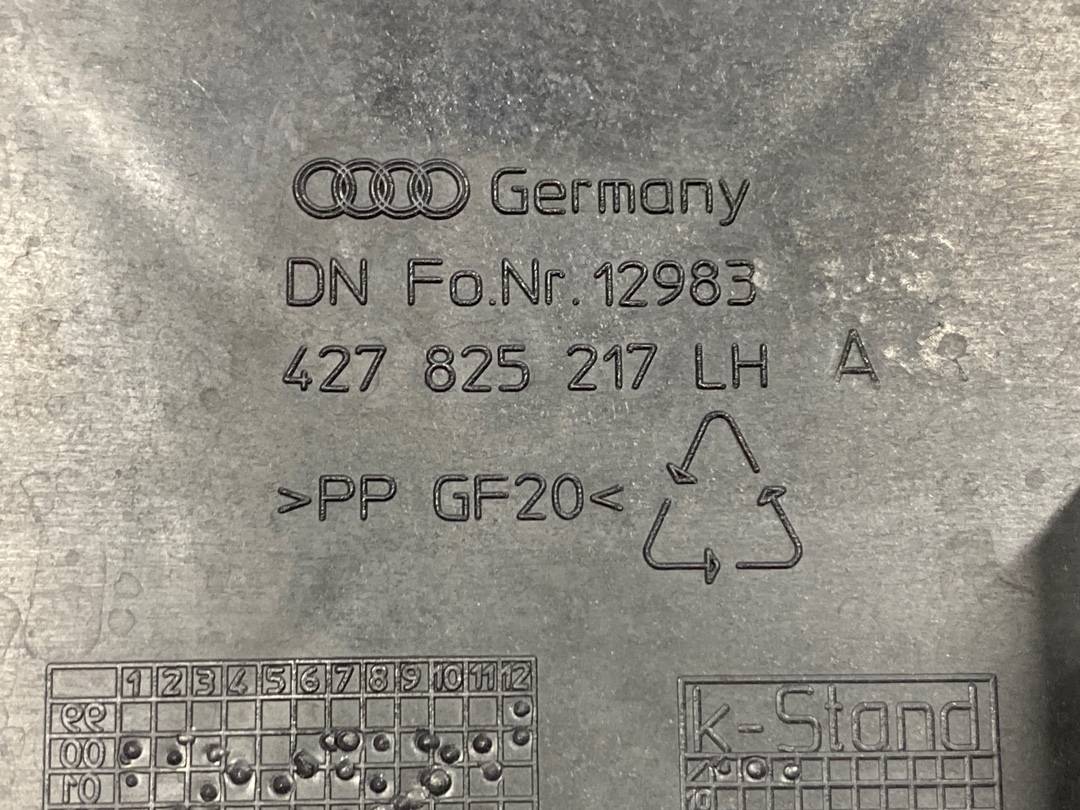 Germany
DN Fo.Nr.12983
427 825 217 LH A
>PP GF20<
1 2 3 4 5 6 7 8 9 10 11 12
99
00
01
k-Stand